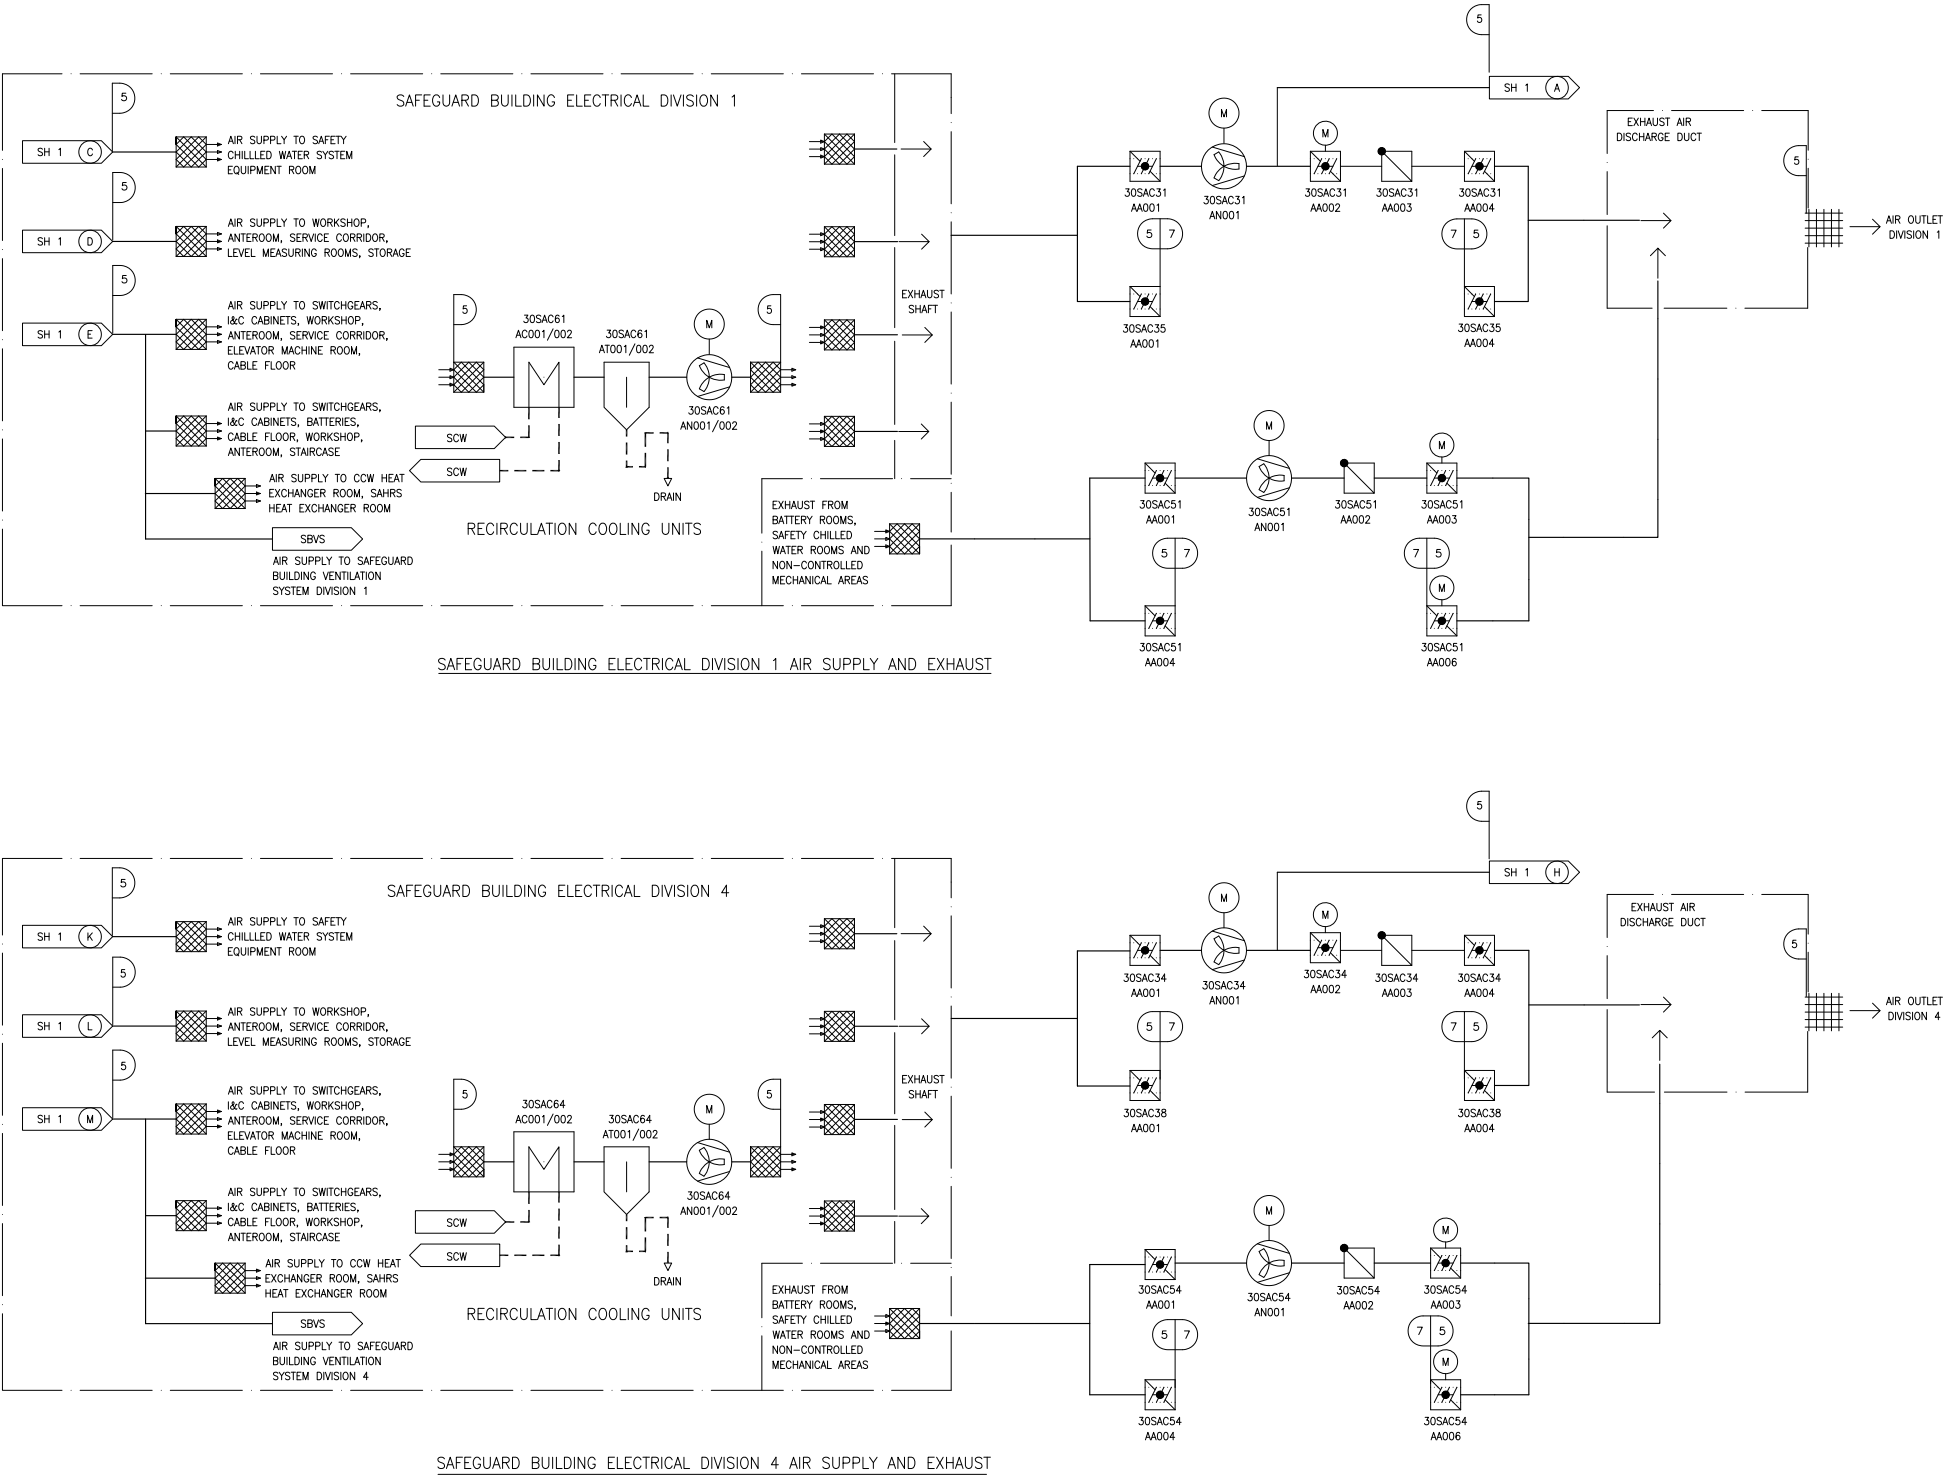 5
SH 1 A
5
SAFEGUARD BUILDING ELECTRICAL DIVISION 1
SH 1 C
AIR SUPPLY TO SAFETY
CHILLLED WATER SYSTEM
EQUIPMENT ROOM
5
SH 1 D
AIR SUPPLY TO WORKSHOP,
ANTEROOM, SERVICE CORRIDOR,
LEVEL MEASURING ROOMS, STORAGE
5
SH 1 E
AIR SUPPLY TO SWITCHGEARS,
I&C CABINETS, WORKSHOP,
ANTEROOM, SERVICE CORRIDOR,
ELEVATOR MACHINE ROOM,
CABLE FLOOR
AIR SUPPLY TO SWITCHGEARS,
I&C CABINETS, BATTERIES,
CABLE FLOOR, WORKSHOP,
ANTEROOM, STAIRCASE
AIR SUPPLY TO CCW HEAT
EXCHANGER ROOM, SAHRS
HEAT EXCHANGER ROOM
SBVS
AIR SUPPLY TO SAFEGUARD
BUILDING VENTILATION
SYSTEM DIVISION 1
5
30SAC61
AC001/002
30SAC61
AT001/002
M
5
30SAC61
AN001/002
SCW
SCW
DRAIN
RECIRCULATION COOLING UNITS
EXHAUST
SHAFT
EXHAUST FROM
BATTERY ROOMS,
SAFETY CHILLED
WATER ROOMS AND
NON-CONTROLLED
MECHANICAL AREAS
M
M
30SAC31
AA001
30SAC31
AN001
30SAC31
AA002
30SAC31
AA003
30SAC31
AA004
5 7
7 5
30SAC35
AA001
30SAC35
AA004
EXHAUST AIR
DISCHARGE DUCT
5
AIR OUTLET
DIVISION 1
M
M
30SAC51
AA001
30SAC51
AN001
30SAC51
AA002
30SAC51
AA003
5 7
7 5
M
30SAC51
AA004
30SAC51
AA006
SAFEGUARD BUILDING ELECTRICAL DIVISION 1 AIR SUPPLY AND EXHAUST
5
SH 1 H
5
SAFEGUARD BUILDING ELECTRICAL DIVISION 4
SH 1 K
AIR SUPPLY TO SAFETY
CHILLLED WATER SYSTEM
EQUIPMENT ROOM
5
SH 1 L
AIR SUPPLY TO WORKSHOP,
ANTEROOM, SERVICE CORRIDOR,
LEVEL MEASURING ROOMS, STORAGE
5
SH 1 M
AIR SUPPLY TO SWITCHGEARS,
I&C CABINETS, WORKSHOP,
ANTEROOM, SERVICE CORRIDOR,
ELEVATOR MACHINE ROOM,
CABLE FLOOR
AIR SUPPLY TO SWITCHGEARS,
I&C CABINETS, BATTERIES,
CABLE FLOOR, WORKSHOP,
ANTEROOM, STAIRCASE
AIR SUPPLY TO CCW HEAT
EXCHANGER ROOM, SAHRS
HEAT EXCHANGER ROOM
SBVS
AIR SUPPLY TO SAFEGUARD
BUILDING VENTILATION
SYSTEM DIVISION 4
5
30SAC64
AC001/002
30SAC64
AT001/002
M
5
30SAC64
AN001/002
SCW
SCW
DRAIN
RECIRCULATION COOLING UNITS
EXHAUST
SHAFT
EXHAUST FROM
BATTERY ROOMS,
SAFETY CHILLED
WATER ROOMS AND
NON-CONTROLLED
MECHANICAL AREAS
M
M
30SAC34
AA001
30SAC34
AN001
30SAC34
AA002
30SAC34
AA003
30SAC34
AA004
5 7
7 5
30SAC38
AA001
30SAC38
AA004
EXHAUST AIR
DISCHARGE DUCT
5
AIR OUTLET
DIVISION 4
M
M
30SAC54
AA001
30SAC54
AN001
30SAC54
AA002
30SAC54
AA003
5 7
7 5
M
30SAC54
AA004
30SAC54
AA006
SAFEGUARD BUILDING ELECTRICAL DIVISION 4 AIR SUPPLY AND EXHAUST